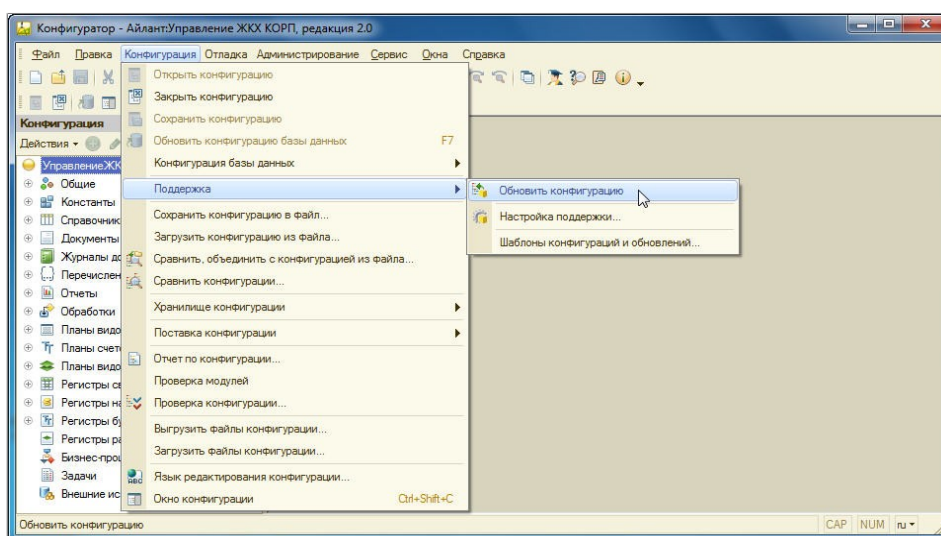 Конфигуратор - Айлант:Управление ЖКХ КОРП, редакция 2.0
Файл Правка Конфигурация Отладка Администрирование Сервис Окна Справка
Конфигурация
Действия
УправлениеЖК
Общие
Константы
Справочник
Документы
Журналы до
Перечислен
Отчеты
Обработки
Планы видо
Планы счет
Планы видо
Регистры св
Регистры на
Регистры бу
Регистры ра
Бизнес-проц
Задачи
Внешние ис
Открыть конфигурацию
Закрыть конфигурацию
Сохранить конфигурацию
Обновить конфигурацию базы данных F7
Конфигурация базы данных
Поддержка
Сохранить конфигурацию в файл...
Загрузить конфигурацию из файла...
Сравнить, объединить с конфигурацией из файла...
Сравнить конфигурации...
Хранилище конфигурации
Поставка конфигурации
Отчет по конфигурации...
Проверка модулей
Проверка конфигурации...
Выгрузить файлы конфигурации...
Загрузить файлы конфигурации...
Язык редактирования конфигурации...
Окно конфигурации Ctrl+Shift+C
Обновить конфигурацию
Настройка поддержки...
Шаблоны конфигураций и обновлений...
Обновить конфигурацию
CAP NUM ru